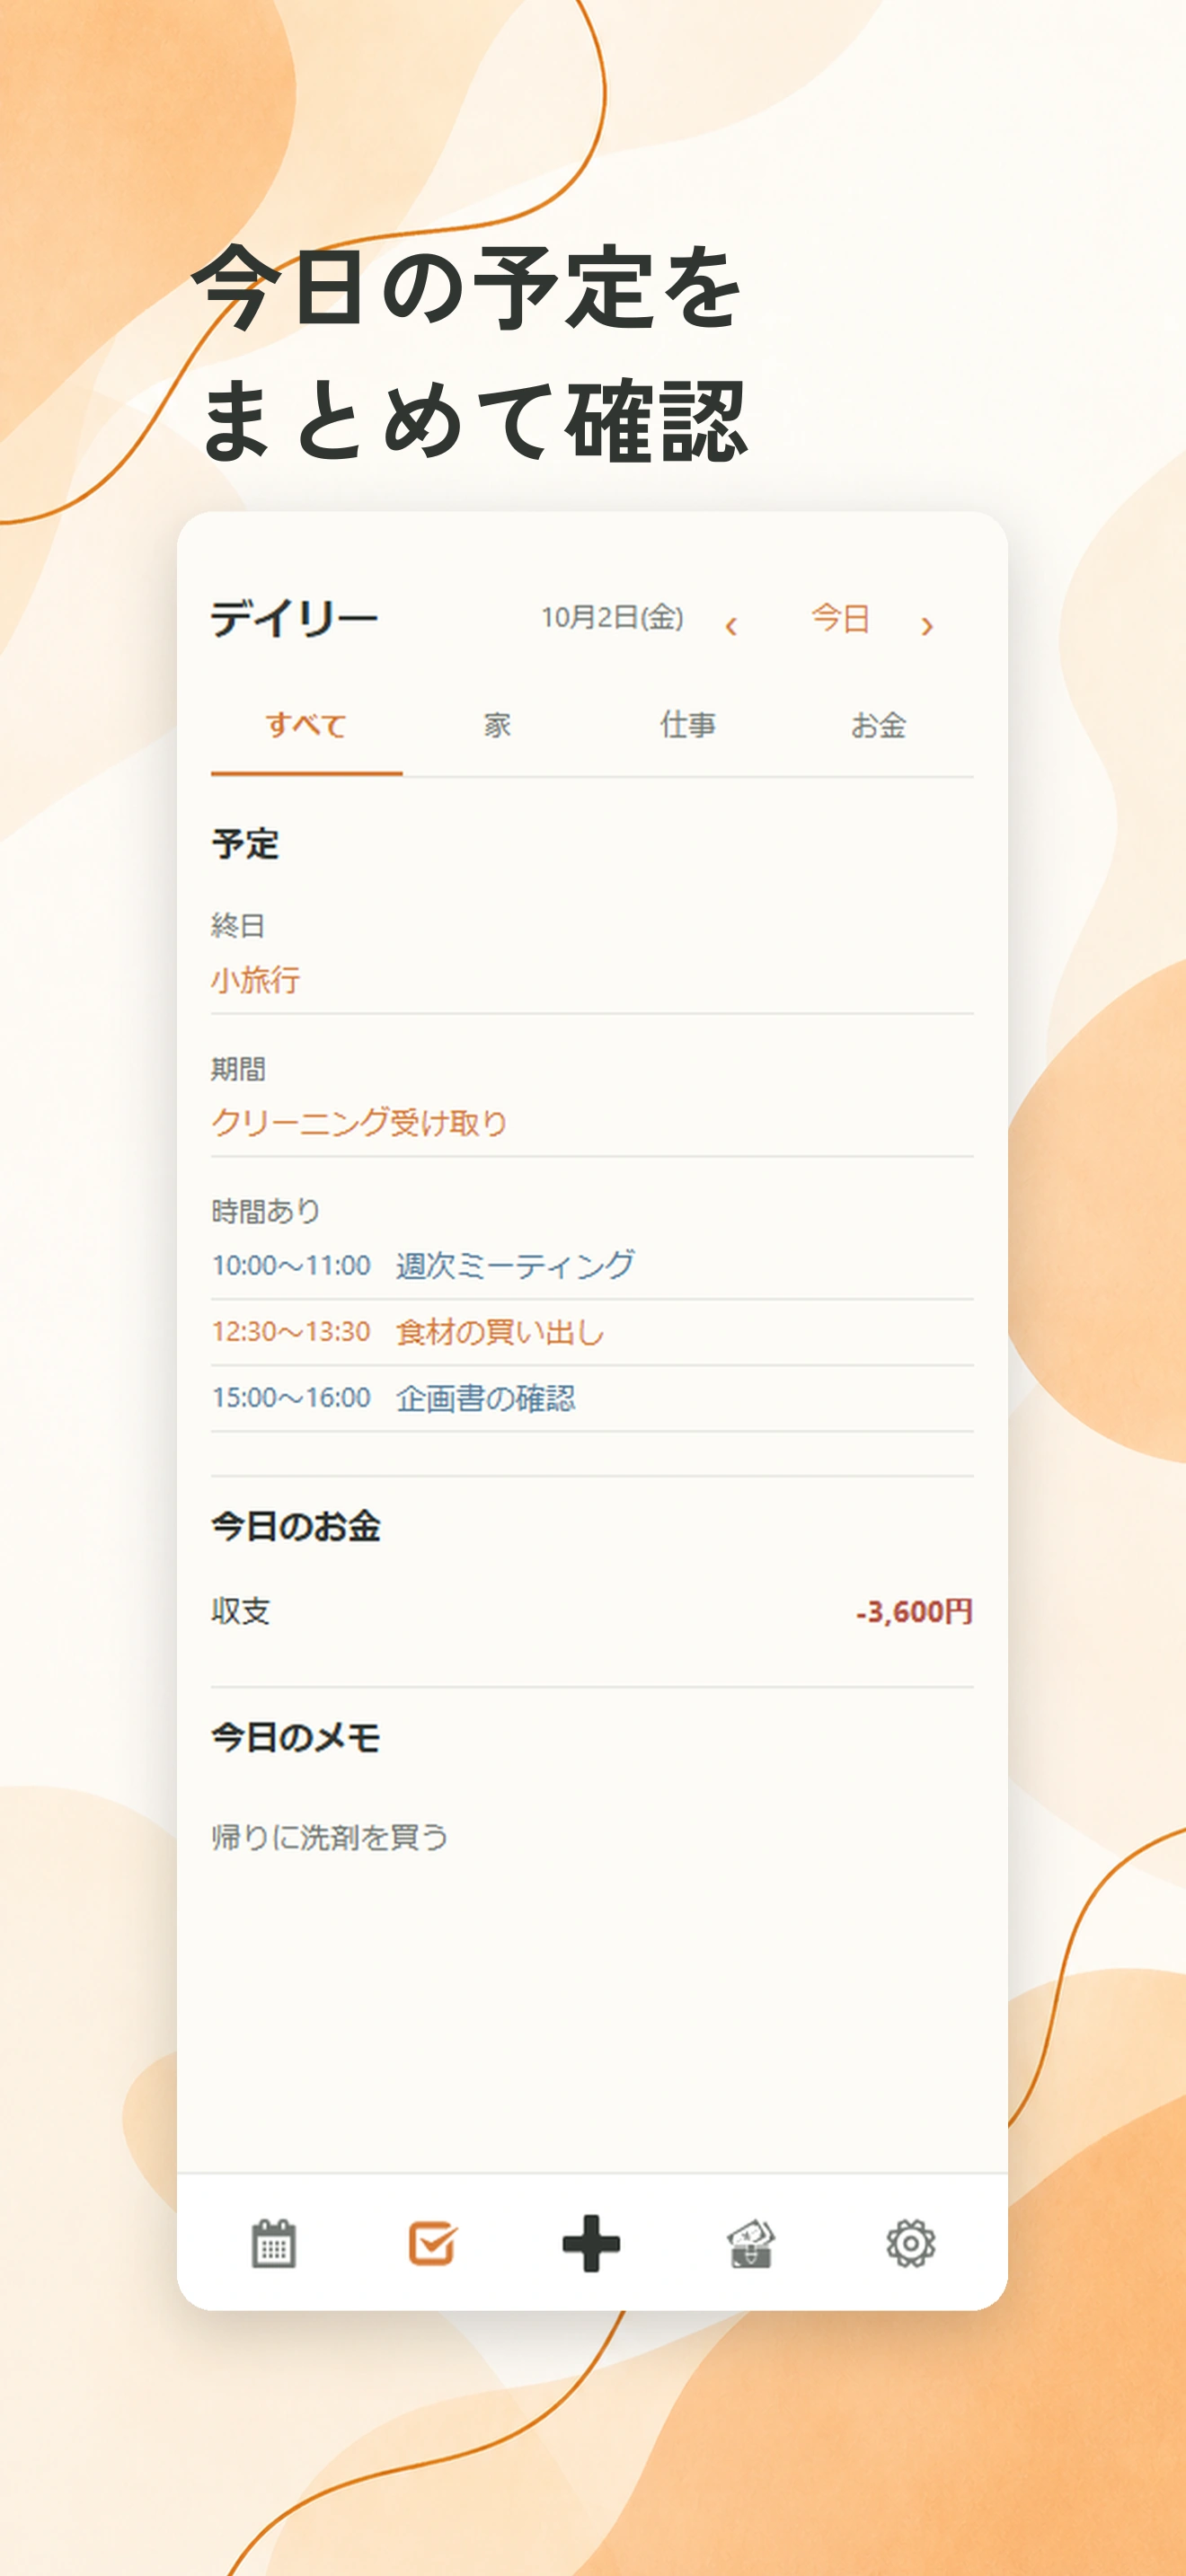 今日の予定を
まとめて確認
デイリー 10月2日(金) ‹ 今日 ›
すべて 家 仕事 お金
予定
終日
小旅行
期間
クリーニング受け取り
時間あり
10:00～11:00 週次ミーティング
12:30～13:30 食材の買い出し
15:00～16:00 企画書の確認
今日のお金
収支 -3,600円
今日のメモ
帰りに洗剤を買う